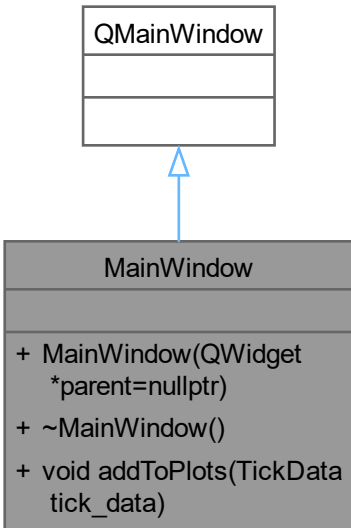 QMainWindow
MainWindow
+ MainWindow(QWidget
*parent=nullptr)
+ ~MainWindow()
+ void addToPlots(TickData
tick_data)